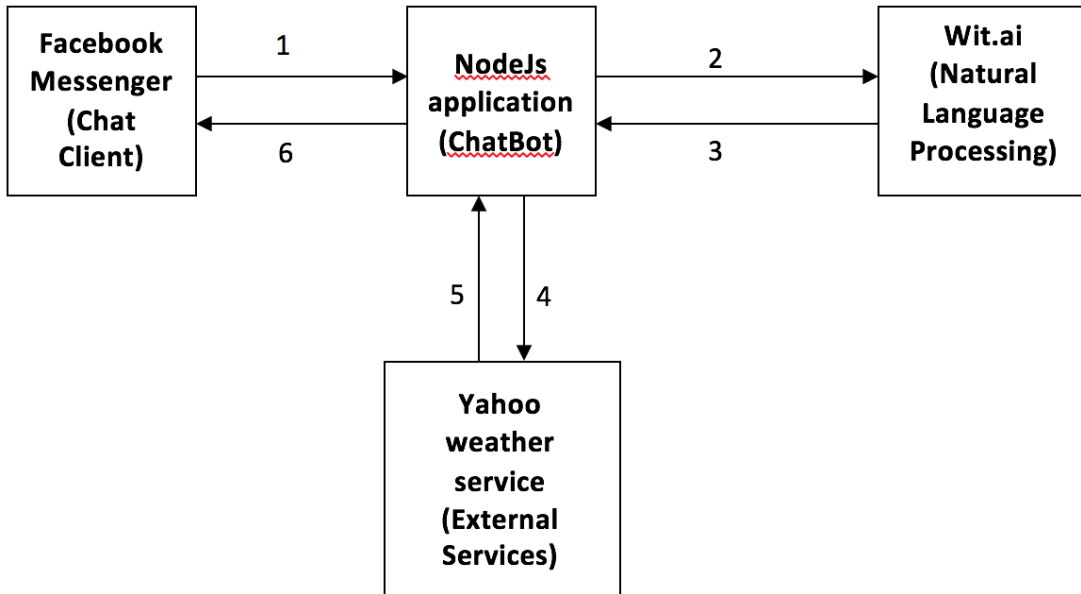 Facebook
Messenger
(Chat
Client)
1
6
NodeJs
application
(ChatBot)
2
3
Wit.ai
(Natural
Language
Processing)
5
4
Yahoo
weather
service
(External
Services)